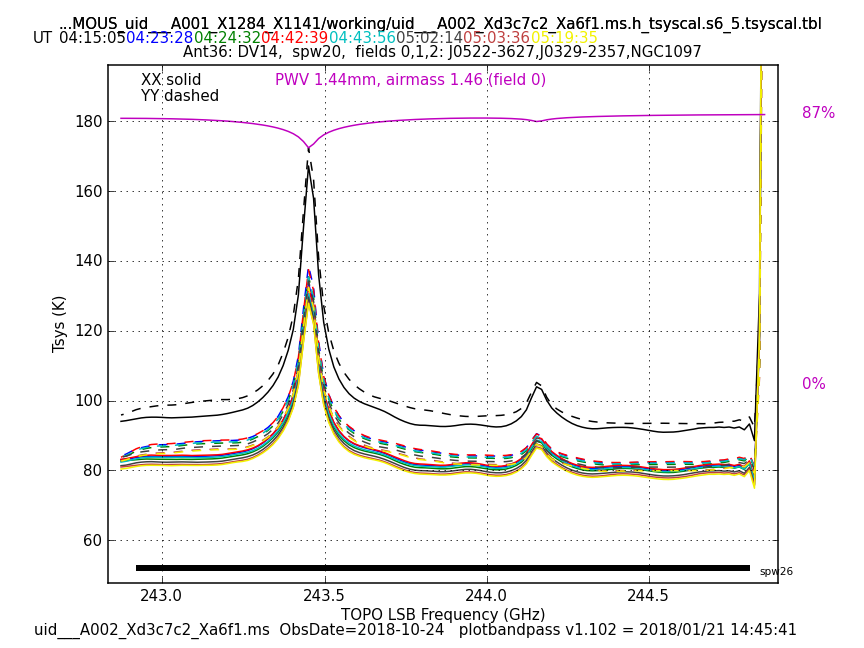 ...MOUS_uid___A001_X1284_X1141/working/uid___A002_Xd3c7c2_Xa6f1.ms.h_tsyscal.s6_5.tsyscal.tbl
UT 04:15:05 04:23:28 04:24:32 04:42:39 04:43:56 05:02:14 05:03:36 05:19:35
Ant36: DV14,  spw20,  fields 0,1,2: J0522-3627,J0329-2357,NGC1097
XX solid
PWV 1.44mm, airmass 1.46 (field 0)
YY dashed
87%
0%
Tsys (K)
180
160
140
120
100
80
60
spw26
243.0 243.5 244.0 244.5
TOPO LSB Frequency (GHz)
uid___A002_Xd3c7c2_Xa6f1.ms  ObsDate=2018-10-24   plotbandpass v1.102 = 2018/01/21 14:45:41